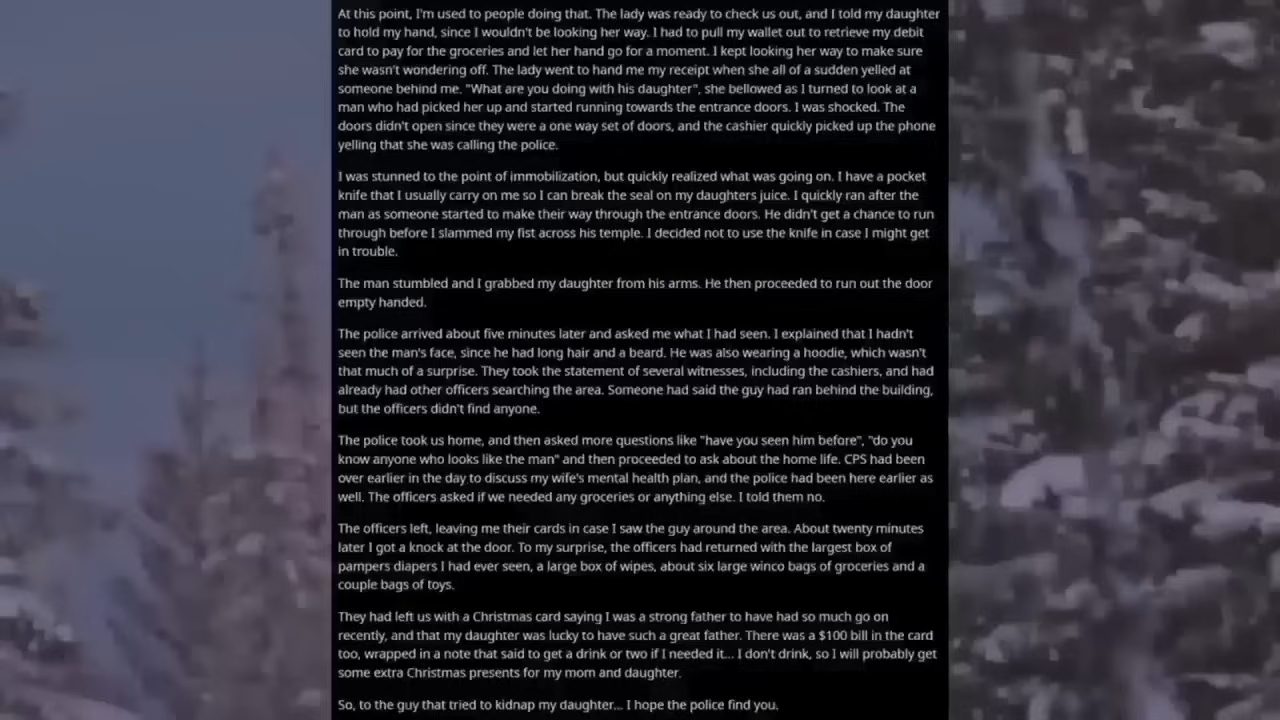 At this point, I'm used to people doing that. The lady was ready to check us out, and I told my daughter
to hold my hand, since I wouldn't be looking her way. I had to pull my wallet out to retrieve my debit
card to pay for the groceries and let her hand go for a moment. I kept looking her way to make sure
she wasn't wondering off. The lady went to hand me my receipt when she all of a sudden yelled at
someone behind me. "What are you doing with his daughter", she bellowed as I turned to look at a
man who had picked her up and started running towards the entrance doors. I was shocked. The
doors didn't open since they were a one way set of doors, and the cashier quickly picked up the phone
yelling that she was calling the police.
I was stunned to the point of immobilization, but quickly realized what was going on. I have a pocket
knife that I usually carry on me so I can break the seal on my daughters juice. I quickly ran after the
man as someone started to make their way through the entrance doors. He didn't get a chance to run
through before I slammed my fist across his temple. I decided not to use the knife in case I might get
in trouble.
The man stumbled and I grabbed my daughter from his arms. He then proceeded to run out the door
empty handed.
The police arrived about five minutes later and asked me what I had seen. I explained that I hadn't
seen the man's face, since he had long hair and a beard. He was also wearing a hoodie, which wasn't
that much of a surprise. They took the statement of several witnesses, including the cashiers, and had
already had other officers searching the area. Someone had said the guy had ran behind the building,
but the officers didn't find anyone.
The police took us home, and then asked more questions like "have you seen him before", "do you
know anyone who looks like the man" and then proceeded to ask about the home life. CPS had been
over earlier in the day to discuss my wife's mental health plan, and the police had been here earlier as
well. The officers asked if we needed any groceries or anything else. I told them no.
The officers left, leaving me their cards in case I saw the guy around the area. About twenty minutes
later I got a knock at the door. To my surprise, the officers had returned with the largest box of
pampers diapers I had ever seen, a large box of wipes, about six large winco bags of groceries and a
couple bags of toys.
They had left us with a Christmas card saying I was a strong father to have had so much go on
recently, and that my daughter was lucky to have such a great father. There was a $100 bill in the card
too, wrapped in a note that said to get a drink or two if I needed it... I don't drink, so I will probably get
some extra Christmas presents for my mom and daughter.
So, to the guy that tried to kidnap my daughter... I hope the police find you.